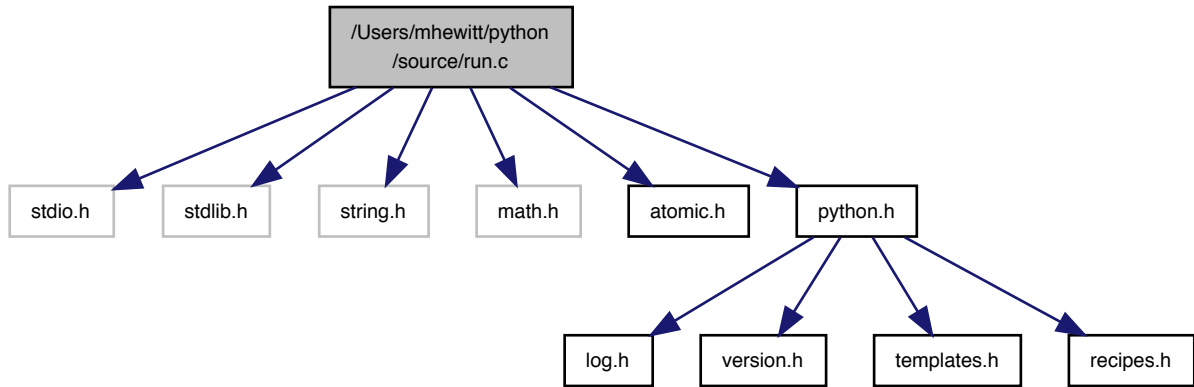 /Users/mhewitt/python
/source/run.c
stdio.h
stdlib.h
string.h
math.h
atomic.h
python.h
log.h
version.h
templates.h
recipes.h